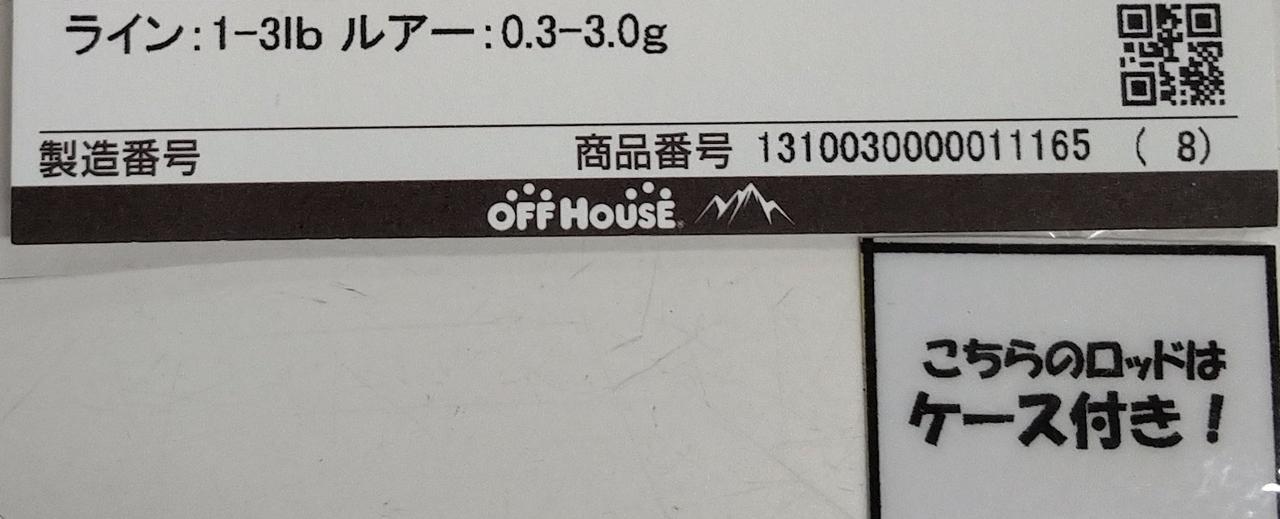 ライン:1-3lb ルアー:0.3-3.0g
製造番号 商品番号 1310030000011165 ( 8)
OFF HOUSE
こちらのロッドは
ケース付き!